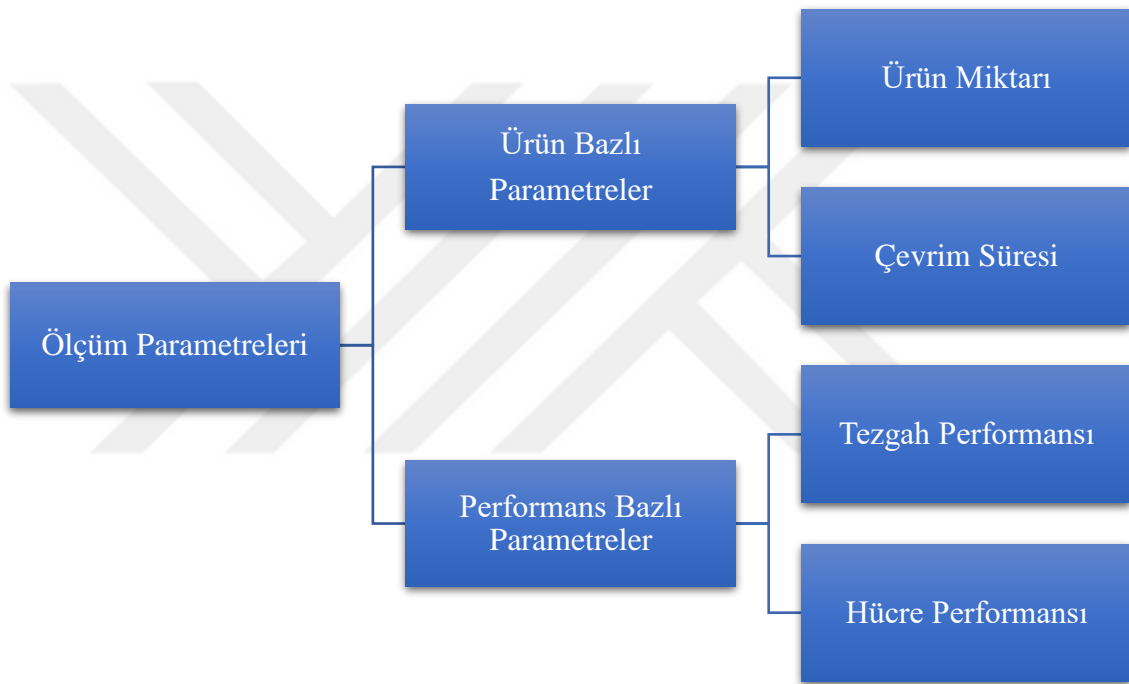 Ölçüm Parametreleri
Ürün Bazlı
Parametreler
Ürün Miktarı
Çevrim Süresi
Performans Bazlı
Parametreler
Tezgah Performansı
Hücre Performansı